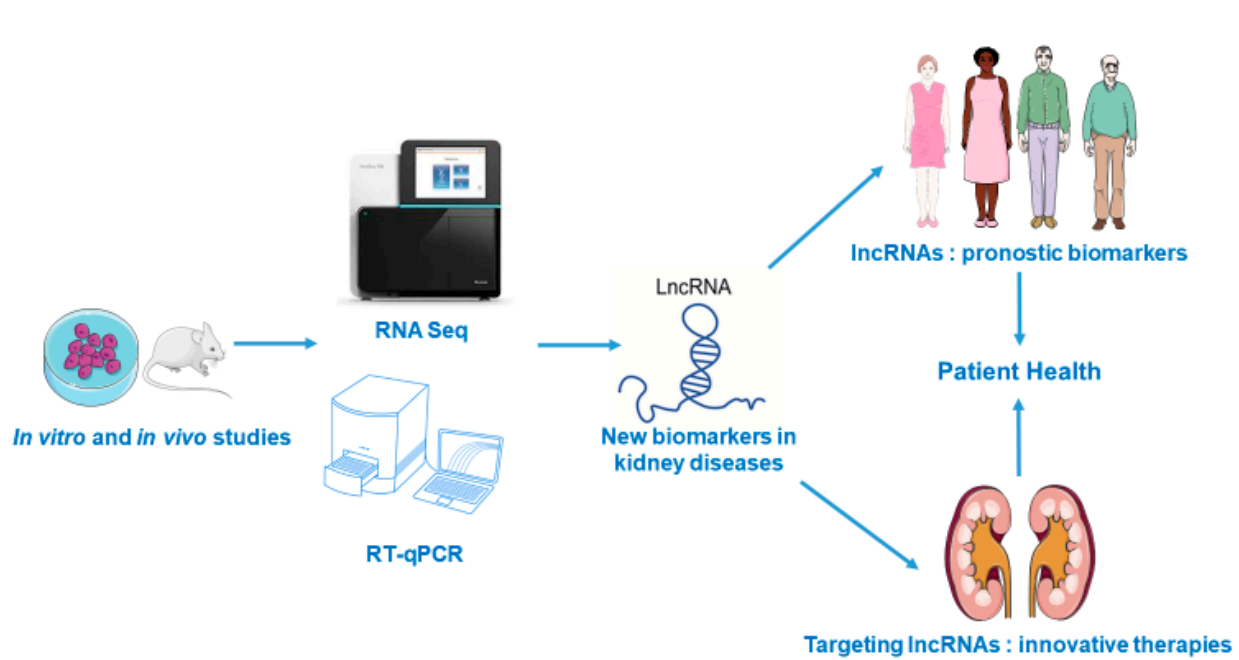 In vitro and in vivo studies
RNA Seq
RT-qPCR
LncRNA
New biomarkers in
kidney diseases
lncRNAs : pronostic biomarkers
Patient Health
Targeting lncRNAs : innovative therapies